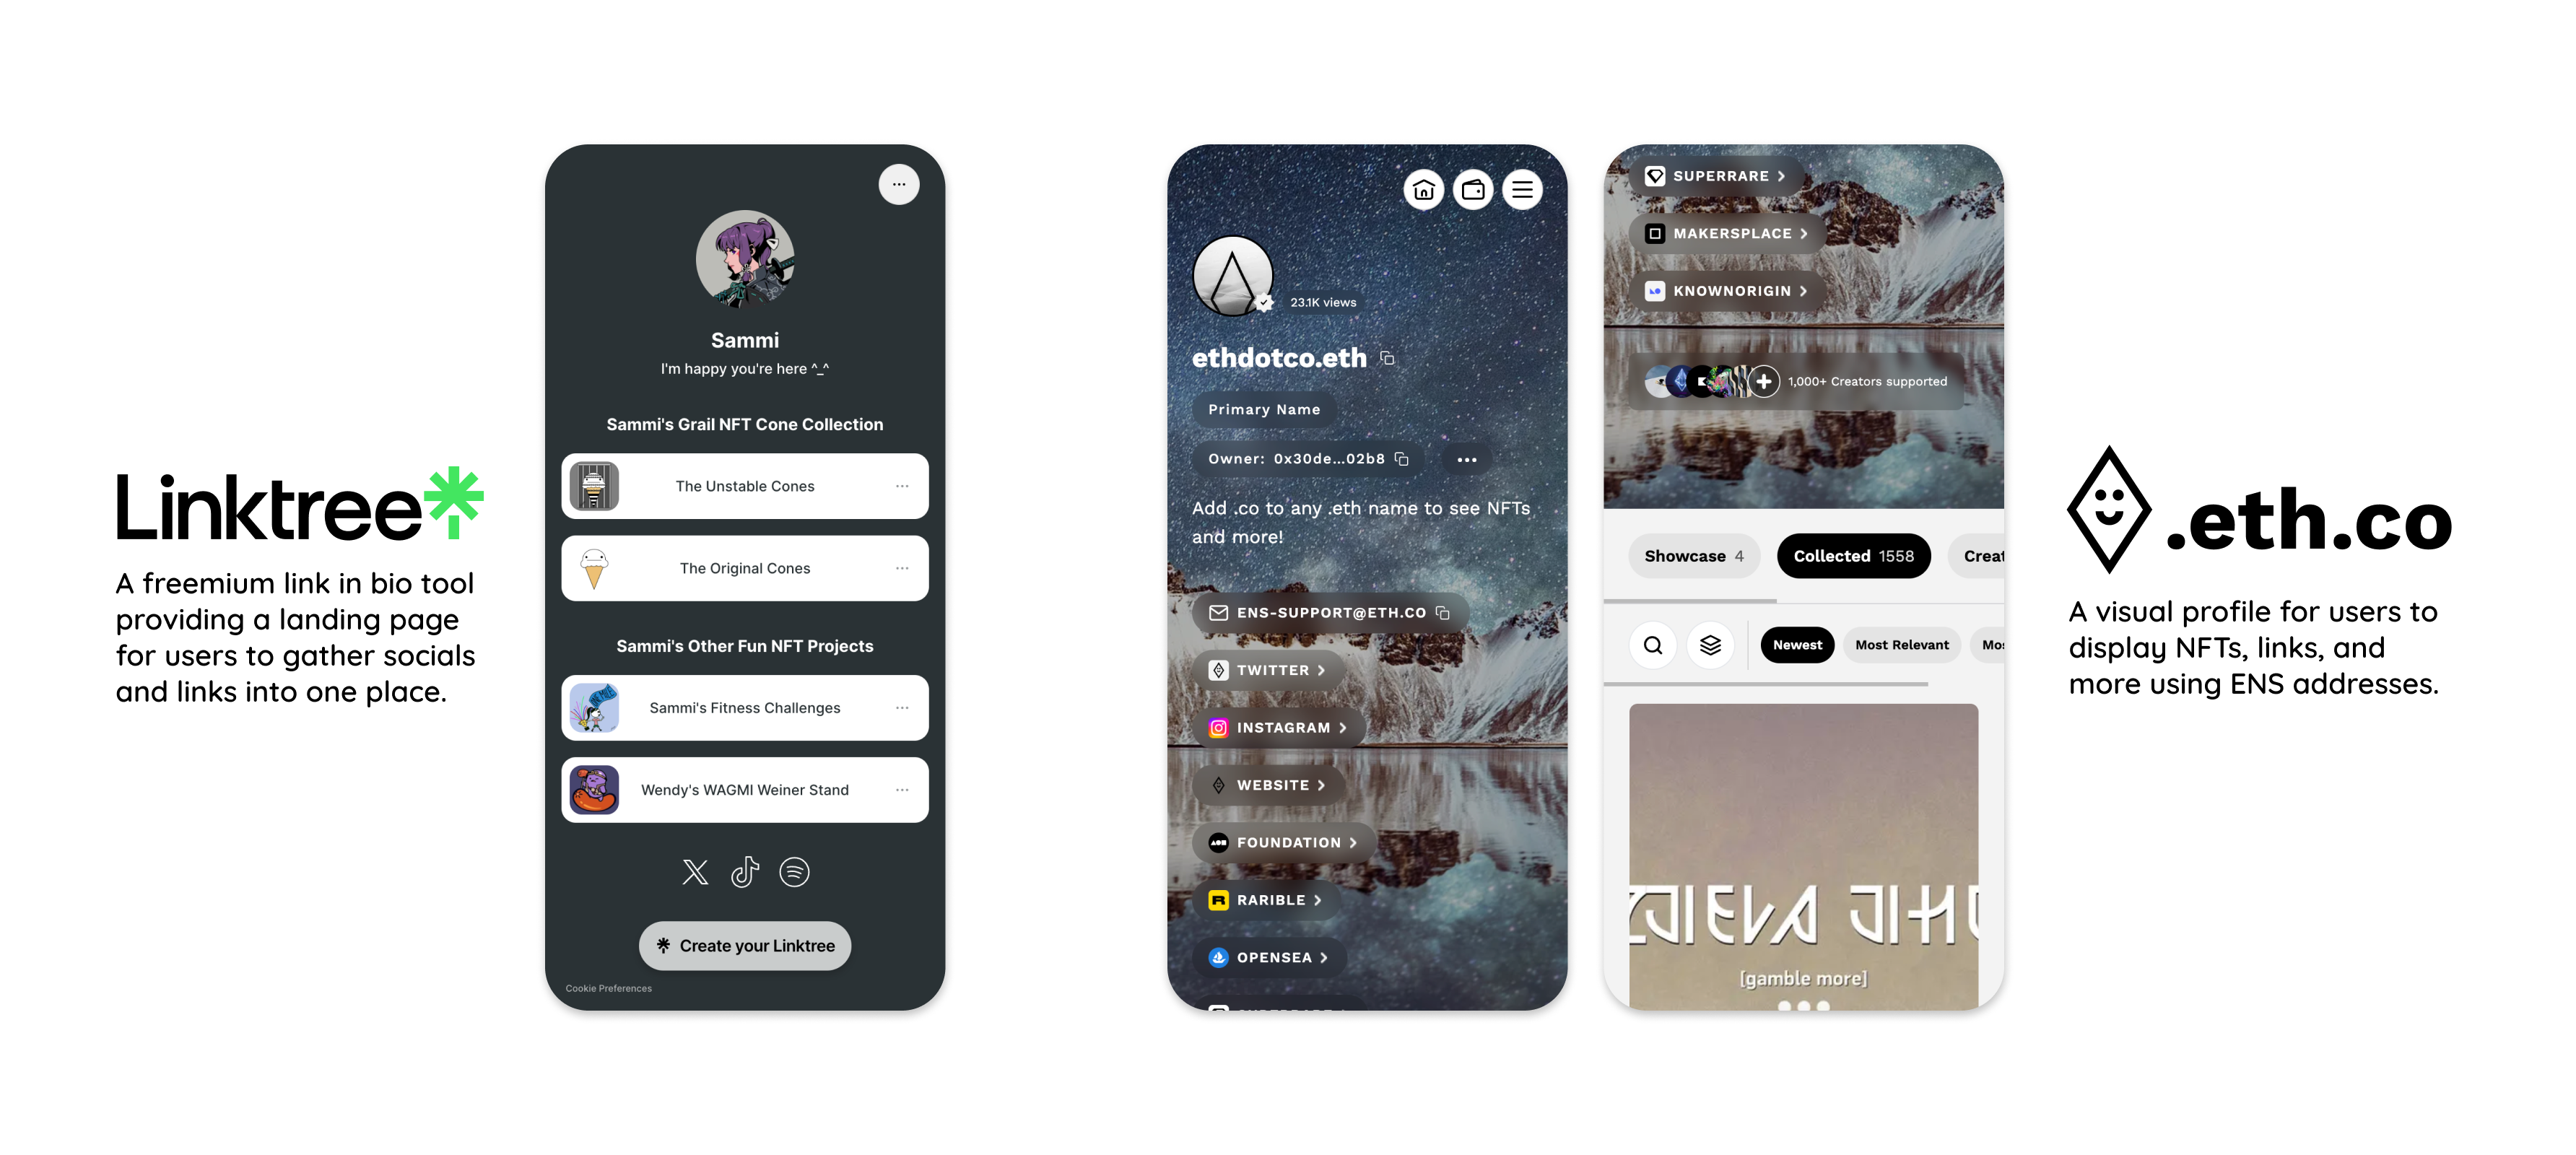 Linktree
A freemium link in bio tool
providing a landing page
for users to gather socials
and links into one place.
Sammi
I'm happy you're here ^_^
Sammi's Grail NFT Cone Collection
The Unstable Cones
The Original Cones
Sammi's Other Fun NFT Projects
Sammi's Fitness Challenges
Wendy's WAGMI Weiner Stand
Create your Linktree
Cookie Preferences
23.1K views
ethdotco.eth
Primary Name
Owner: 0x30de...02b8
Add .co to any .eth name to see NFTs
and more!
ENS-SUPPORT@ETH.CO
TWITTER
INSTAGRAM
WEBSITE
FOUNDATION
RARIBLE
OPENSEA
SUPERRARE
MAKERSPLACE
KNOWNORIGIN
1,000+ Creators supported
Showcase 4
Collected 1558
Creat
Newest
Most Relevant
Mos
[gamble more]
.eth.co
A visual profile for users to
display NFTs, links, and
more using ENS addresses.